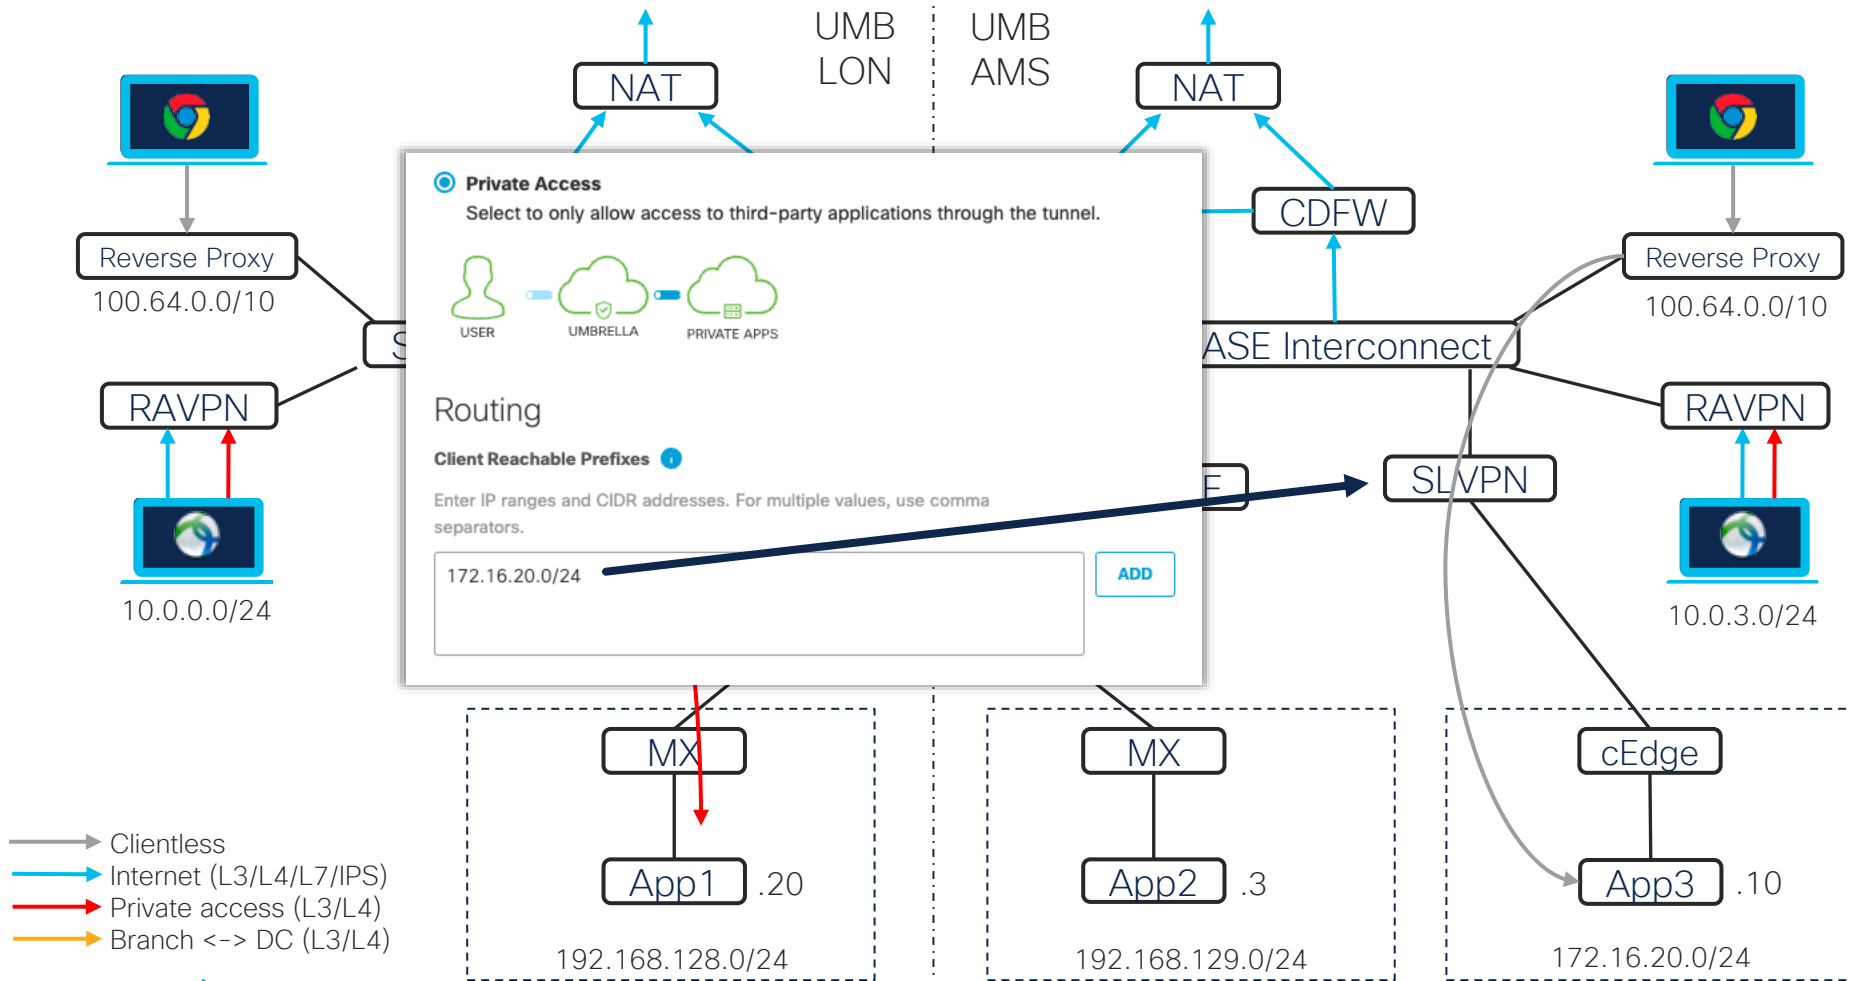 UMB
LON
UMB
AMS
NAT
NAT
Private Access
Select to only allow access to third-party applications through the tunnel.
USER
UMBRELLA
PRIVATE APPS
Routing
Client Reachable Prefixes
Enter IP ranges and CIDR addresses. For multiple values, use comma
separators.
172.16.20.0/24
ADD
CDFW
Reverse Proxy
100.64.0.0/10
Reverse Proxy
100.64.0.0/10
S
ASE Interconnect
RAVPN
RAVPN
F
SLVPN
10.0.0.0/24
10.0.3.0/24
MX
MX
cEdge
App1
.20
App2
.3
App3
.10
192.168.128.0/24
192.168.129.0/24
172.16.20.0/24
Clientless
Internet (L3/L4/L7/IPS)
Private access (L3/L4)
Branch <-> DC (L3/L4)